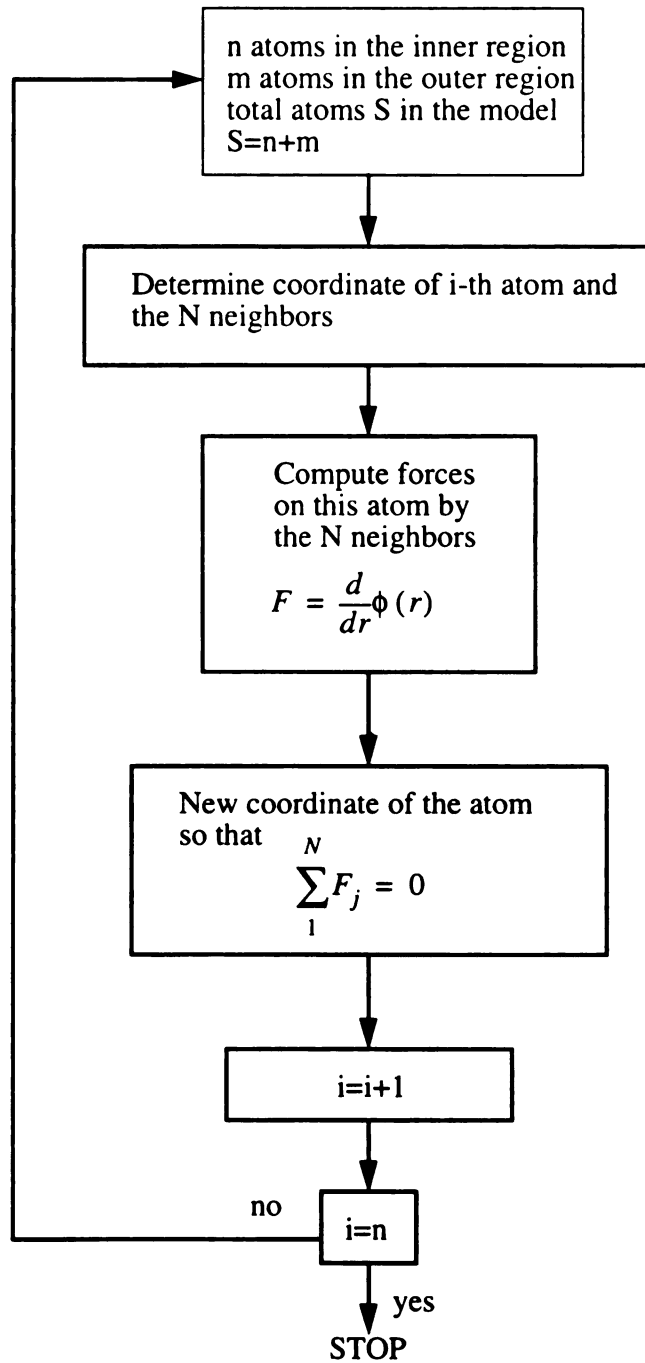 n atoms in the inner region
m atoms in the outer region
total atoms S in the model
S=n+m
Determine coordinate of i-th atom and
the N neighbors
Compute forces
on this atom by
the N neighbors
F = d/dr ϕ (r)
New coordinate of the atom
so that
N
∑ F_j = 0
1
i=i+1
no
i=n
yes
STOP